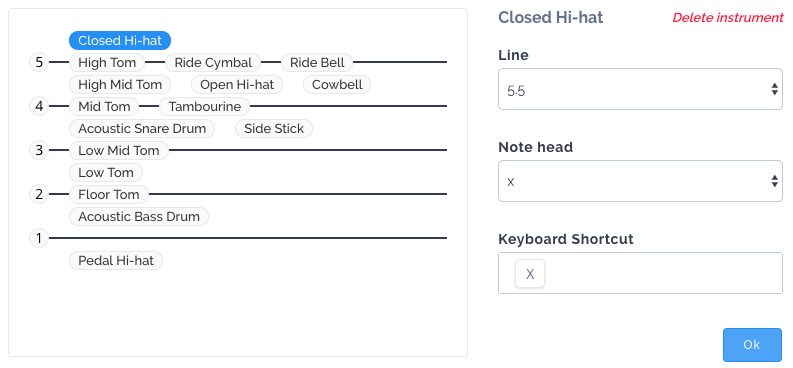 Closed Hi-hat
5 High Tom Ride Cymbal Ride Bell
High Mid Tom Open Hi-hat Cowbell
4 Mid Tom Tambourine
Acoustic Snare Drum Side Stick
3 Low Mid Tom
Low Tom
2 Floor Tom
Acoustic Bass Drum
1
Pedal Hi-hat
Closed Hi-hat Delete instrument
Line
5.5
Note head
x
Keyboard Shortcut
X
Ok